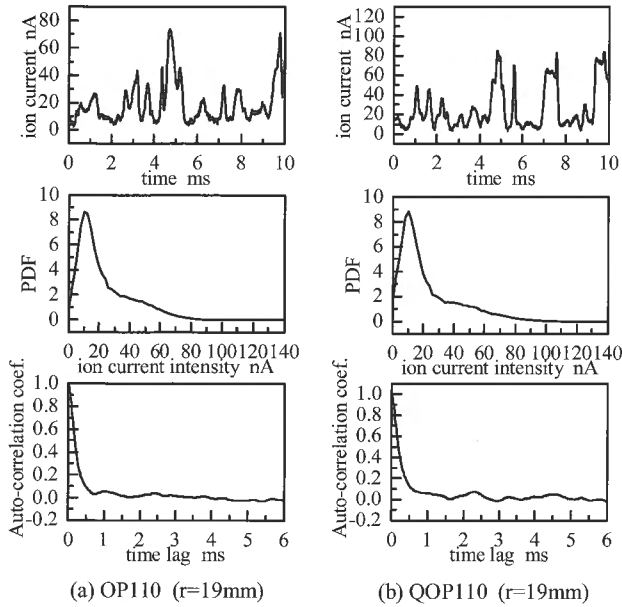 ion current nA
80
60
40
20
0
0 2 4 6 8 10
time ms
ion current nA
120
100
80
60
40
20
0
0 2 4 6 8 10
time ms
PDF
10
8
6
4
2
0
0 20 40 60 80 100 120 140
ion current intensity nA
PDF
10
8
6
4
2
0
0 20 40 60 80 100 120 140
ion current intensity nA
Auto-correlation coef.
1.0
0.8
0.6
0.4
0.2
0.0
-0.2
0 1 2 3 4 5 6
time lag ms
Auto-correlation coef.
1.0
0.8
0.6
0.4
0.2
0.0
-0.2
0 1 2 3 4 5 6
time lag ms
(a) OP110 (r=19mm)
(b) QOP110 (r=19mm)